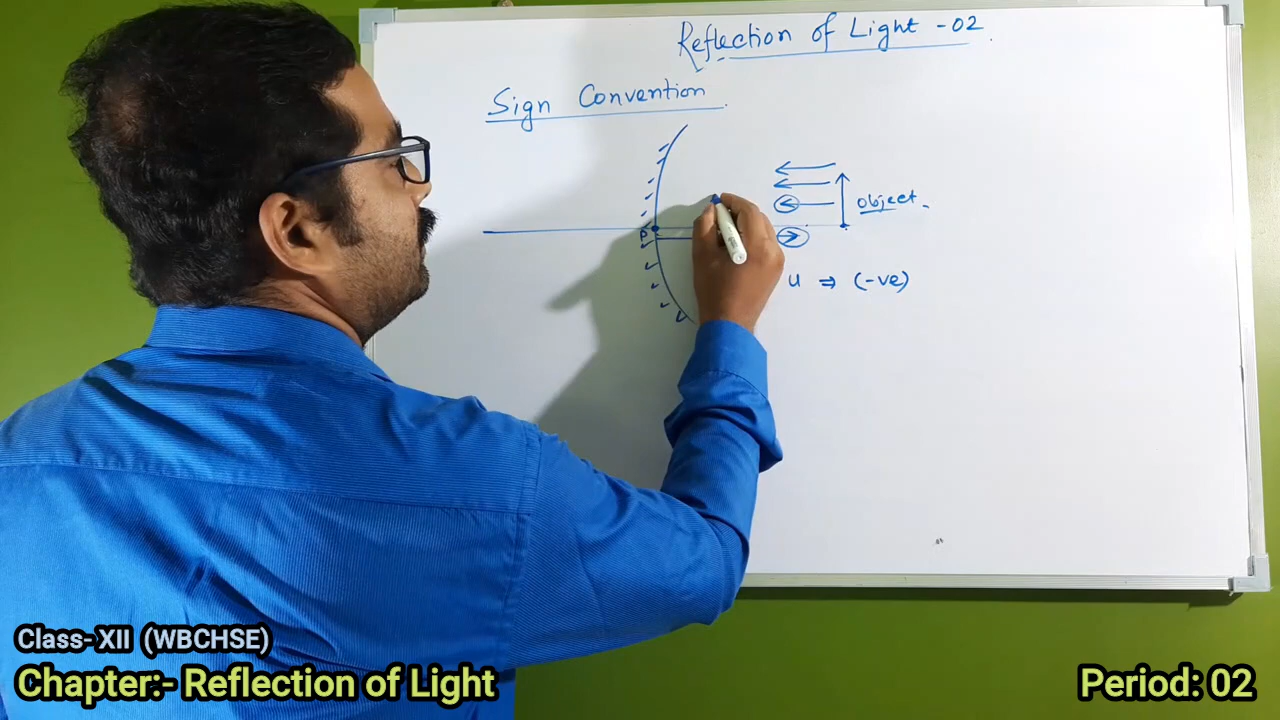 Reflection of Light - 02
Sign Convention
object
P
u ⇒ (-ve)
Class- XII (WBCHSE)
Chapter:- Reflection of Light
Period: 02